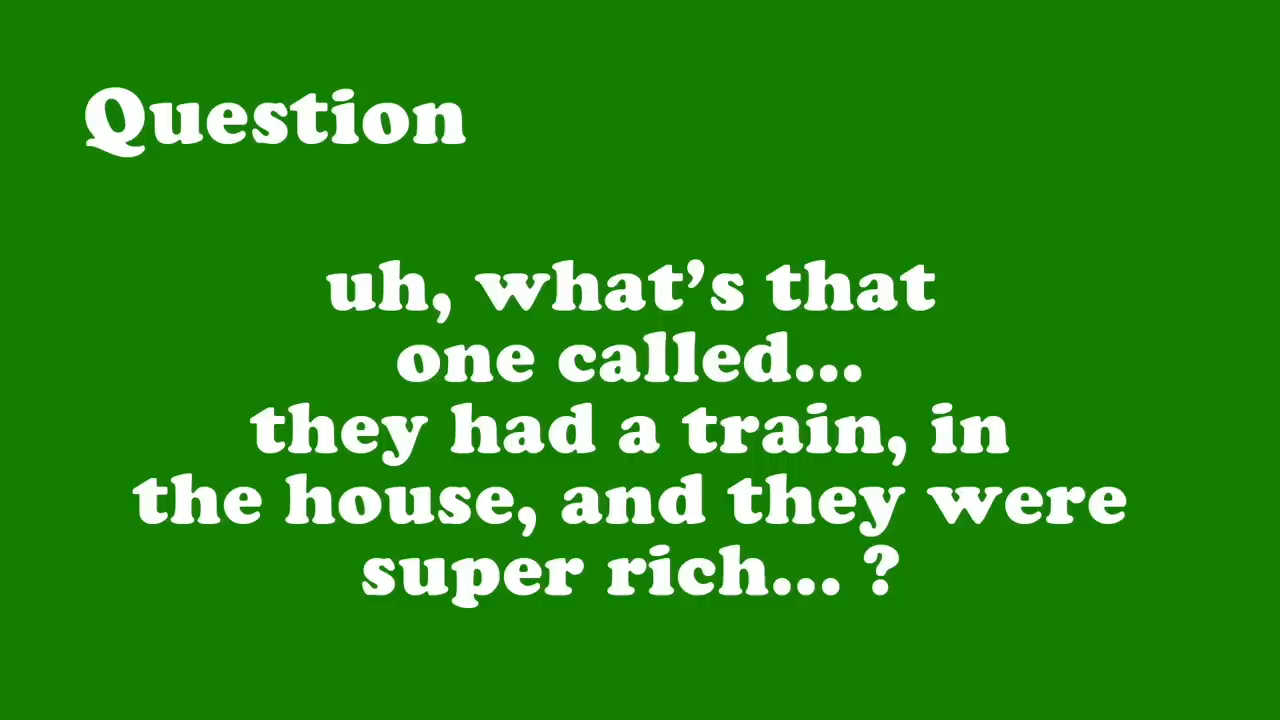 Question
uh, what’s that
one called...
they had a train, in
the house, and they were
super rich... ?